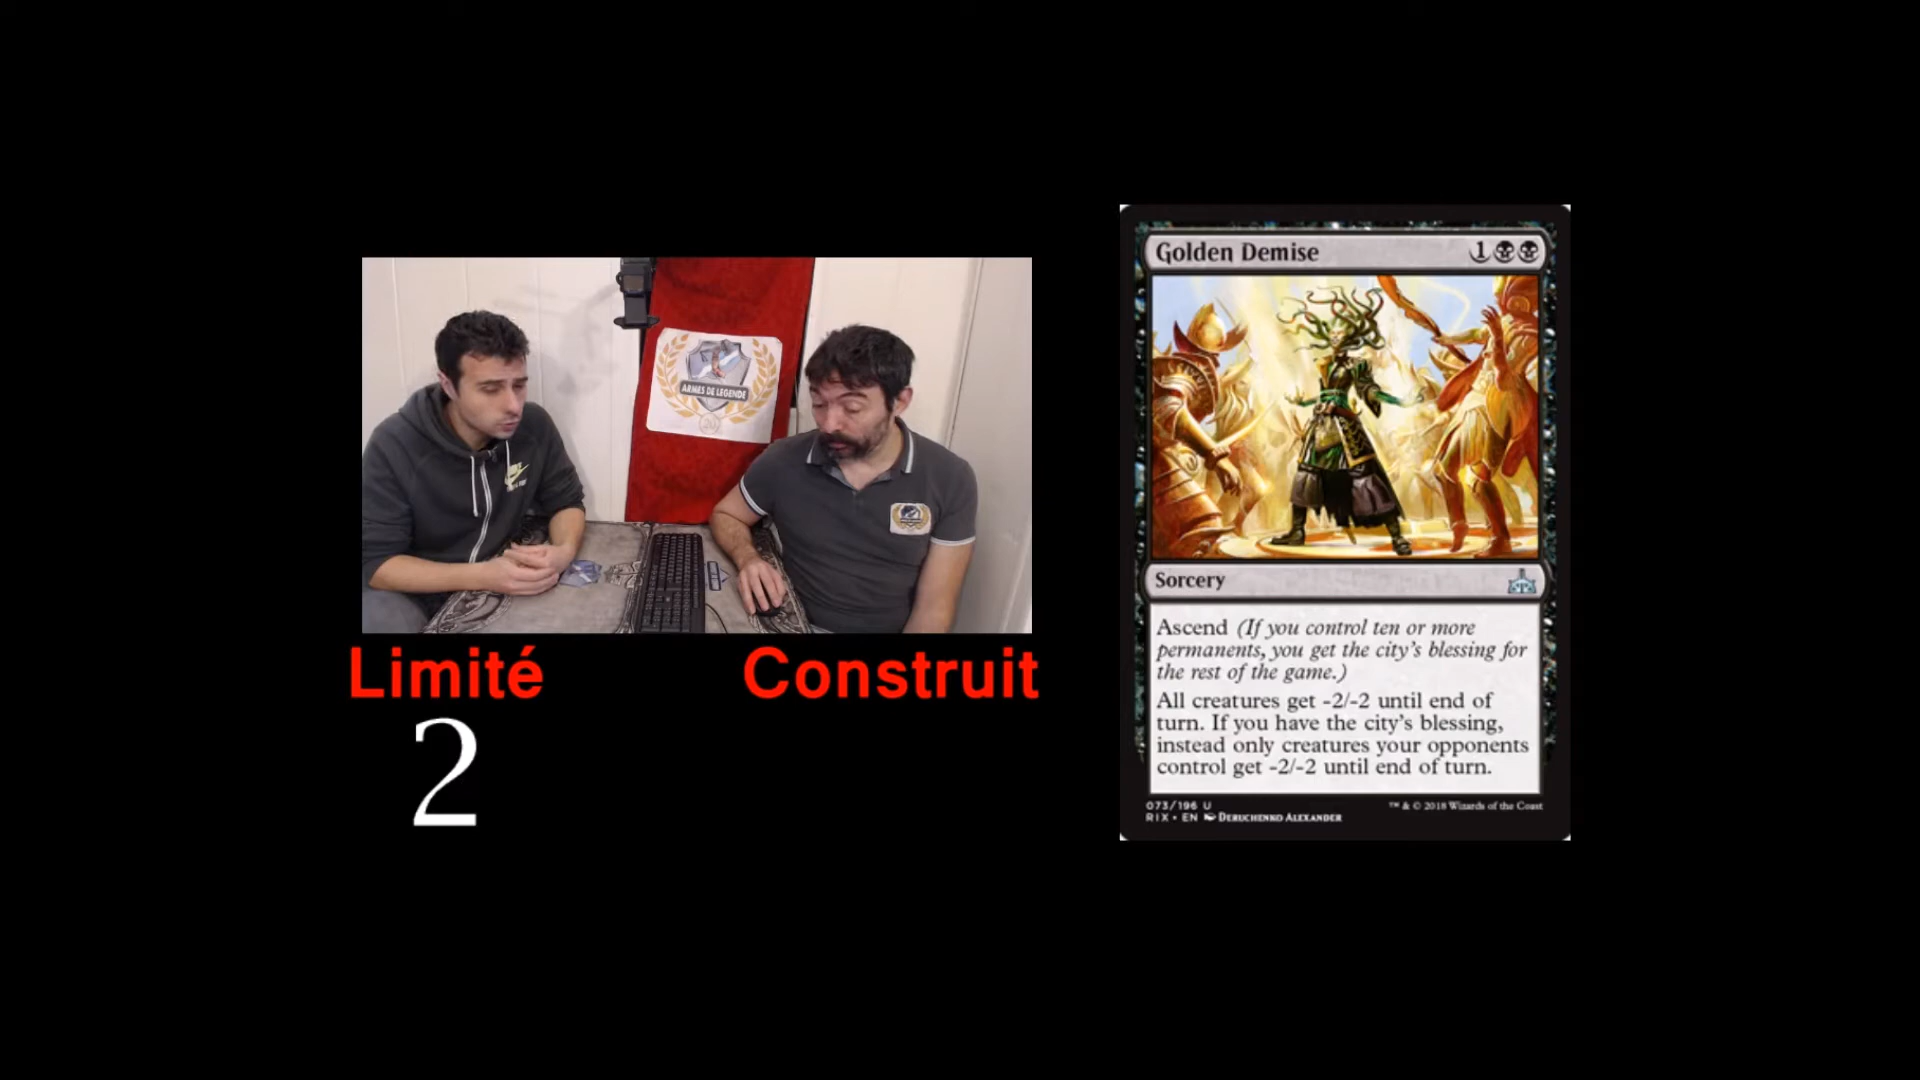 ARMES DE LEGENDE
Limité
Construit
2
Golden Demise
1
Sorcery
Ascend (If you control ten or more
permanents, you get the city's blessing for
the rest of the game.)
All creatures get -2/-2 until end of
turn. If you have the city's blessing,
instead only creatures your opponents
control get -2/-2 until end of turn.
073/196 U
RIX • EN DERUCHENKO ALEXANDER
™ & © 2018 Wizards of the Coast